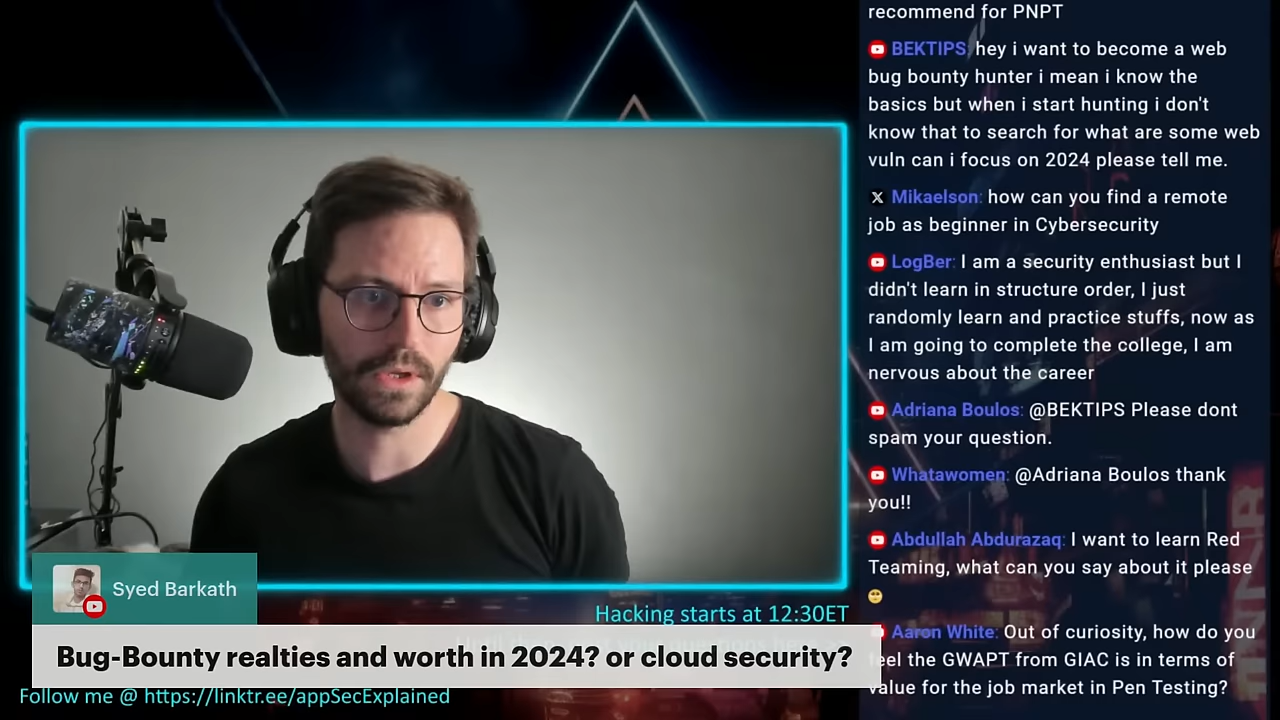 recommend for PNPT
BEKTIPS: hey i want to become a web
bug bounty hunter i mean i know the
basics but when i start hunting i don't
know that to search for what are some web
vuln can i focus on 2024 please tell me.
Mikaelson: how can you find a remote
job as beginner in Cybersecurity
LogBer: I am a security enthusiast but I
didn't learn in structure order, I just
randomly learn and practice stuffs, now as
I am going to complete the college, I am
nervous about the career
Adriana Boulos: @BEKTIPS Please dont
spam your question.
Whatawomen: @Adriana Boulos thank
you!!
Abdullah Abdurazaq: I want to learn Red
Teaming, what can you say about it please
Aaron White: Out of curiosity, how do you
feel the GWAPT from GIAC is in terms of
value for the job market in Pen Testing?
Syed Barkath
Hacking starts at 12:30ET
Bug-Bounty realties and worth in 2024? or cloud security?
Follow me @ https://linktr.ee/appSecExplained